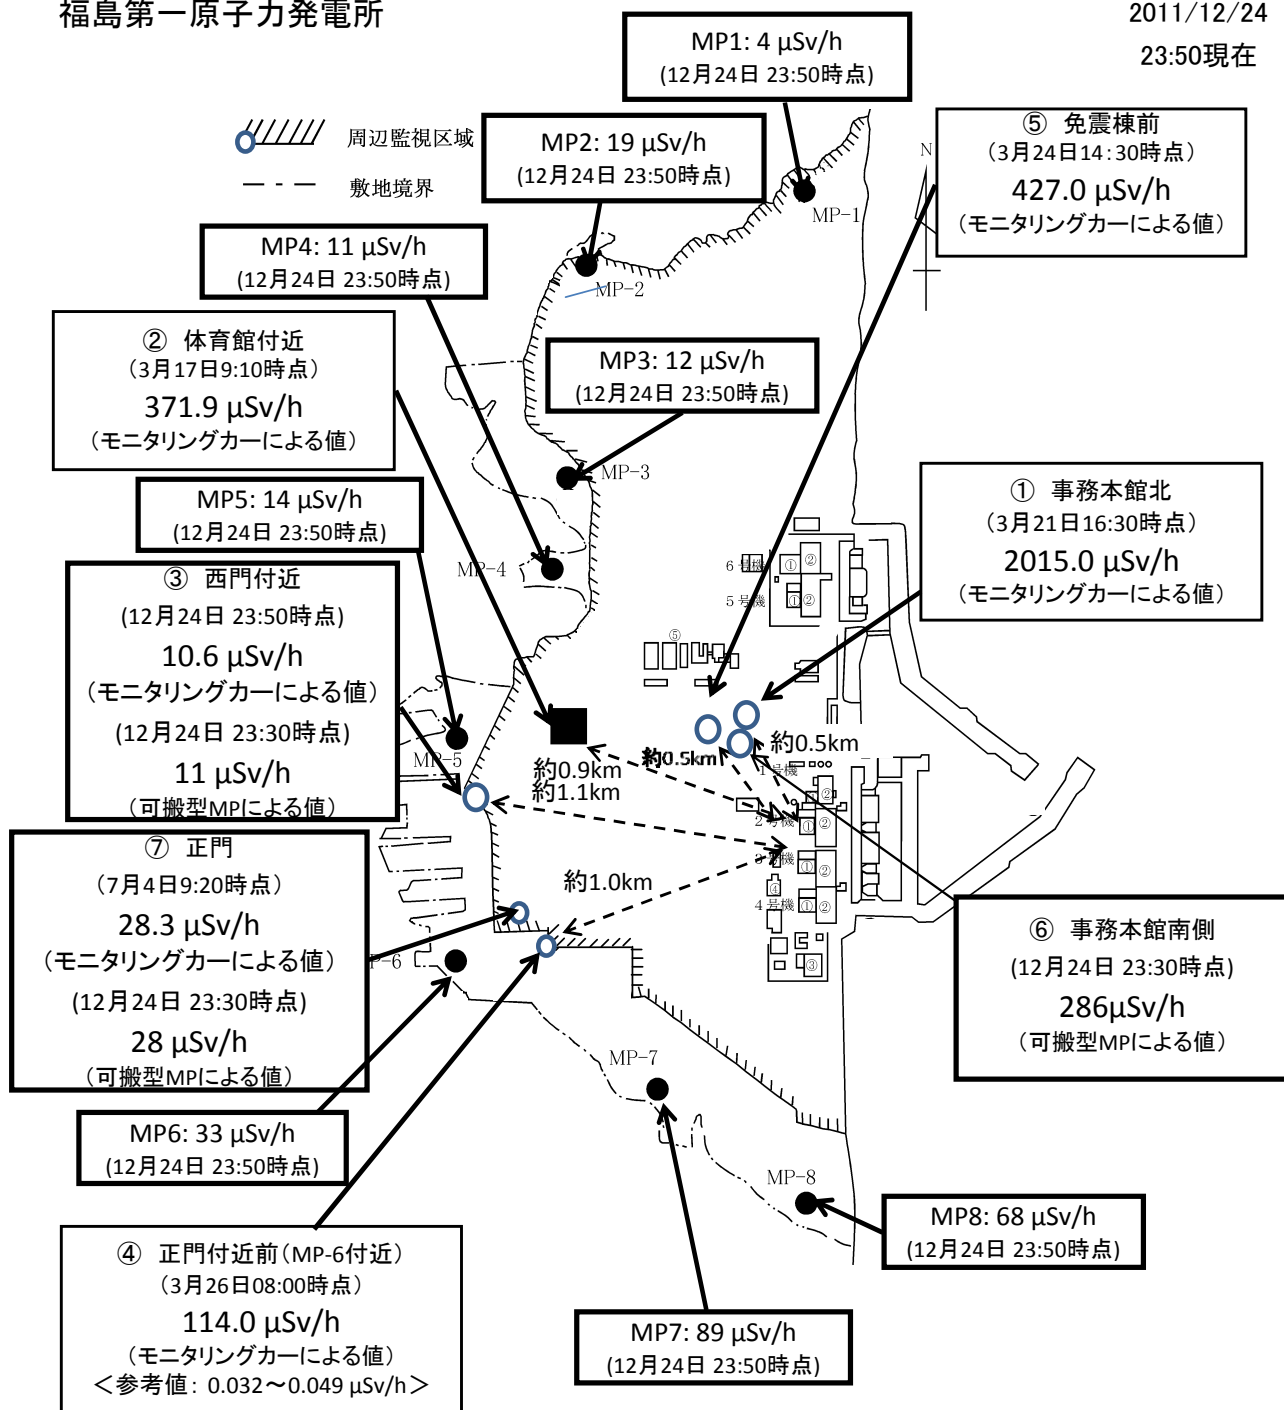 福島第一原子力発電所
2011/12/24
23:50現在
MP1: 4 µSv/h
(12月24日 23:50時点)
周辺監視区域
敷地境界
MP2: 19 µSv/h
(12月24日 23:50時点)
⑤ 免震棟前
(3月24日14:30時点)
427.0 µSv/h
(モニタリングカーによる値)
N
MP-1
MP4: 11 µSv/h
(12月24日 23:50時点)
MP-2
② 体育館付近
(3月17日9:10時点)
371.9 µSv/h
(モニタリングカーによる値)
MP3: 12 µSv/h
(12月24日 23:50時点)
MP-3
① 事務本館北
(3月21日16:30時点)
2015.0 µSv/h
(モニタリングカーによる値)
MP5: 14 µSv/h
(12月24日 23:50時点)
MP-4
6号機
① ②
5号機
① ②
③ 西門付近
(12月24日 23:50時点)
10.6 µSv/h
(モニタリングカーによる値)
(12月24日 23:30時点)
11 µSv/h
(可搬型MPによる値)
⑤
MP-5
約0.9km
約1.1km
約0.5km
約0.5km
1号機
②
2号機
① ②
3号機
① ②
④
4号機
① ②
③
約1.0km
⑦ 正門
(7月4日9:20時点)
28.3 µSv/h
(モニタリングカーによる値)
(12月24日 23:30時点)
28 µSv/h
(可搬型MPによる値)
P-6
⑥ 事務本館南側
(12月24日 23:30時点)
286µSv/h
(可搬型MPによる値)
MP-7
MP6: 33 µSv/h
(12月24日 23:50時点)
MP-8
MP8: 68 µSv/h
(12月24日 23:50時点)
④ 正門付近前(MP-6付近)
(3月26日08:00時点)
114.0 µSv/h
(モニタリングカーによる値)
<参考値: 0.032~0.049 µSv/h>
MP7: 89 µSv/h
(12月24日 23:50時点)